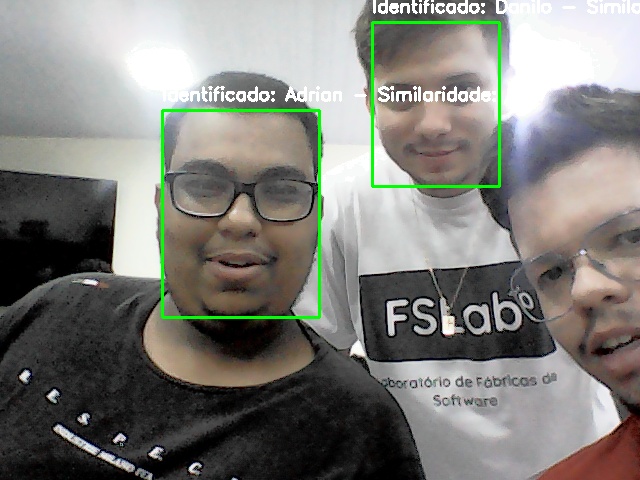 Identificado: Danilo - Simila
Identificado: Adrian - Similaridade:
FSLab
Laboratório de Fábricas de
Software
R E S P E C